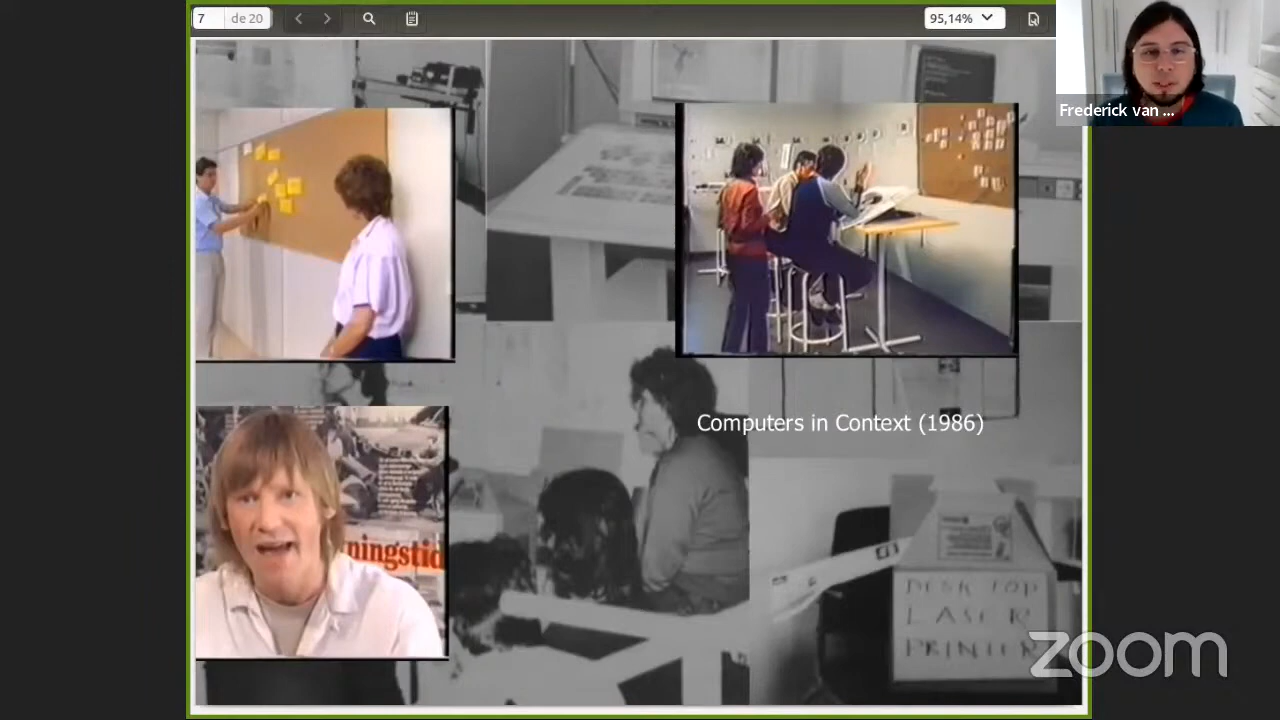 7
de 20
95,14%
Frederick van ...
Computers in Context (1986)
ningstid
DESK TOP
LASER
PRINTER
zoom